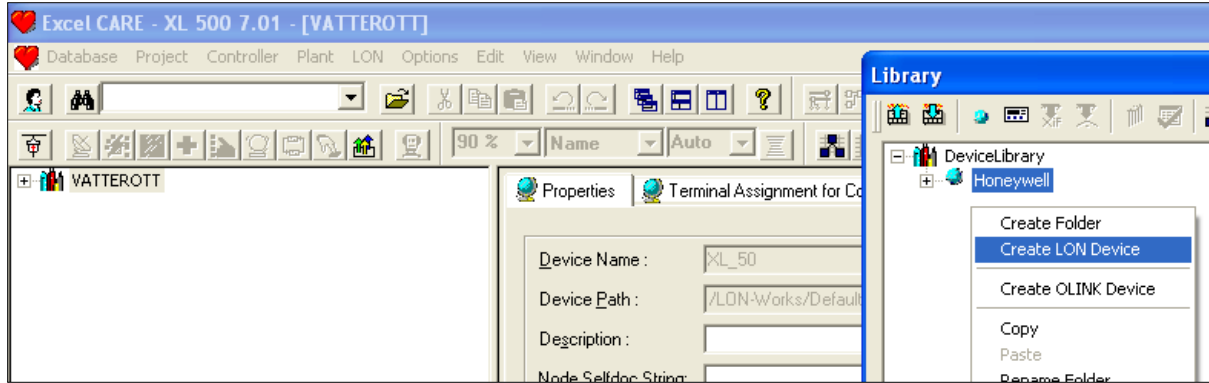 Excel CARE - XL 500 7.01 - [VATTEROTT]
Database Project Controller Plant LON Options Edit View Window Help
90 % Name Auto
VATTEROTT
Properties Terminal Assignment for Co
Device Name : XL_50
Device Path : /LON-Works/Default
Description :
Node Selfdoc String:
Library
XIF
DeviceLibrary
Honeywell
Create Folder
Create LON Device
Create OLINK Device
Copy
Paste
Rename Folder